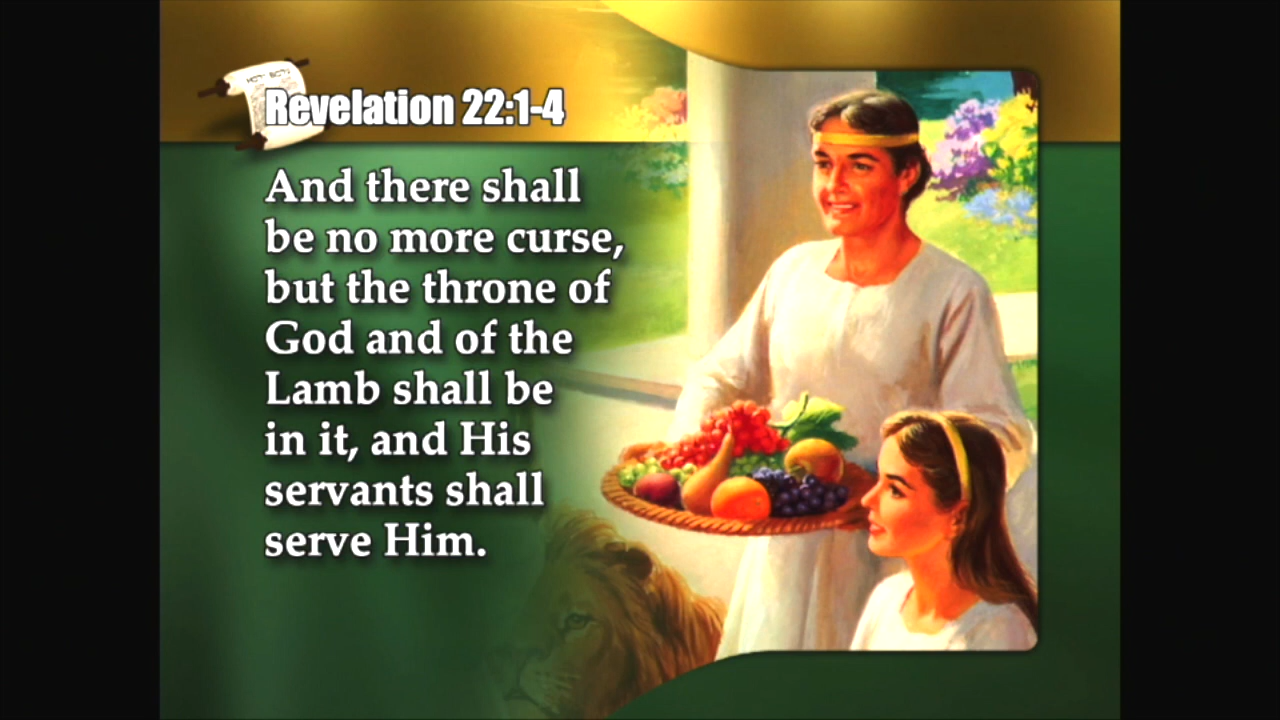 Revelation 22:1-4
And there shall
be no more curse,
but the throne of
God and of the
Lamb shall be
in it, and His
servants shall
serve Him.